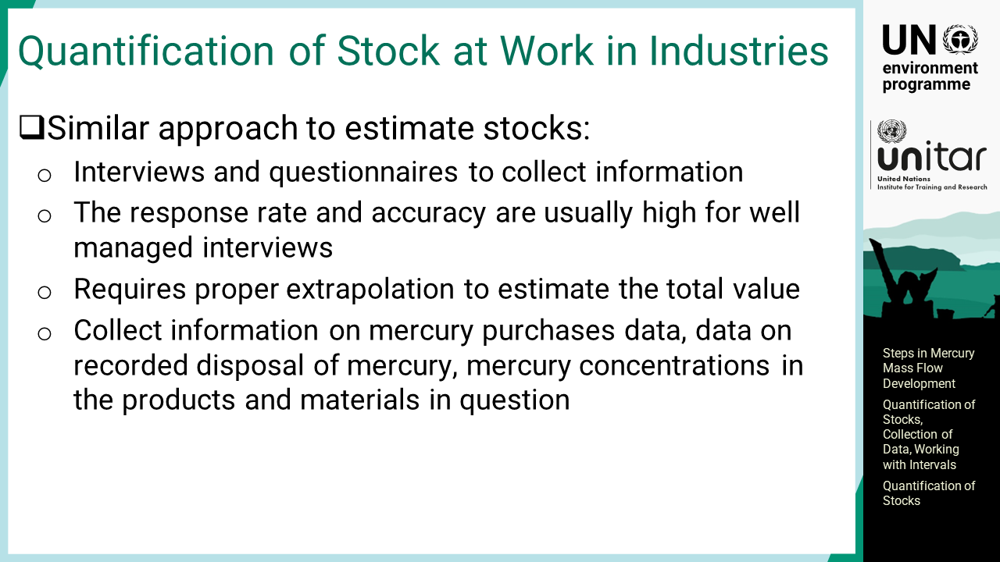 Quantification of Stock at Work in Industries
❑Similar approach to estimate stocks:
o Interviews and questionnaires to collect information
o The response rate and accuracy are usually high for well
managed interviews
o Requires proper extrapolation to estimate the total value
o Collect information on mercury purchases data, data on
recorded disposal of mercury, mercury concentrations in
the products and materials in question
UN
environment
programme
unitar
United Nations
Institute for Training and Research
Steps in Mercury
Mass Flow
Development
Quantification of
Stocks,
Collection of
Data, Working
with Intervals
Quantification of
Stocks